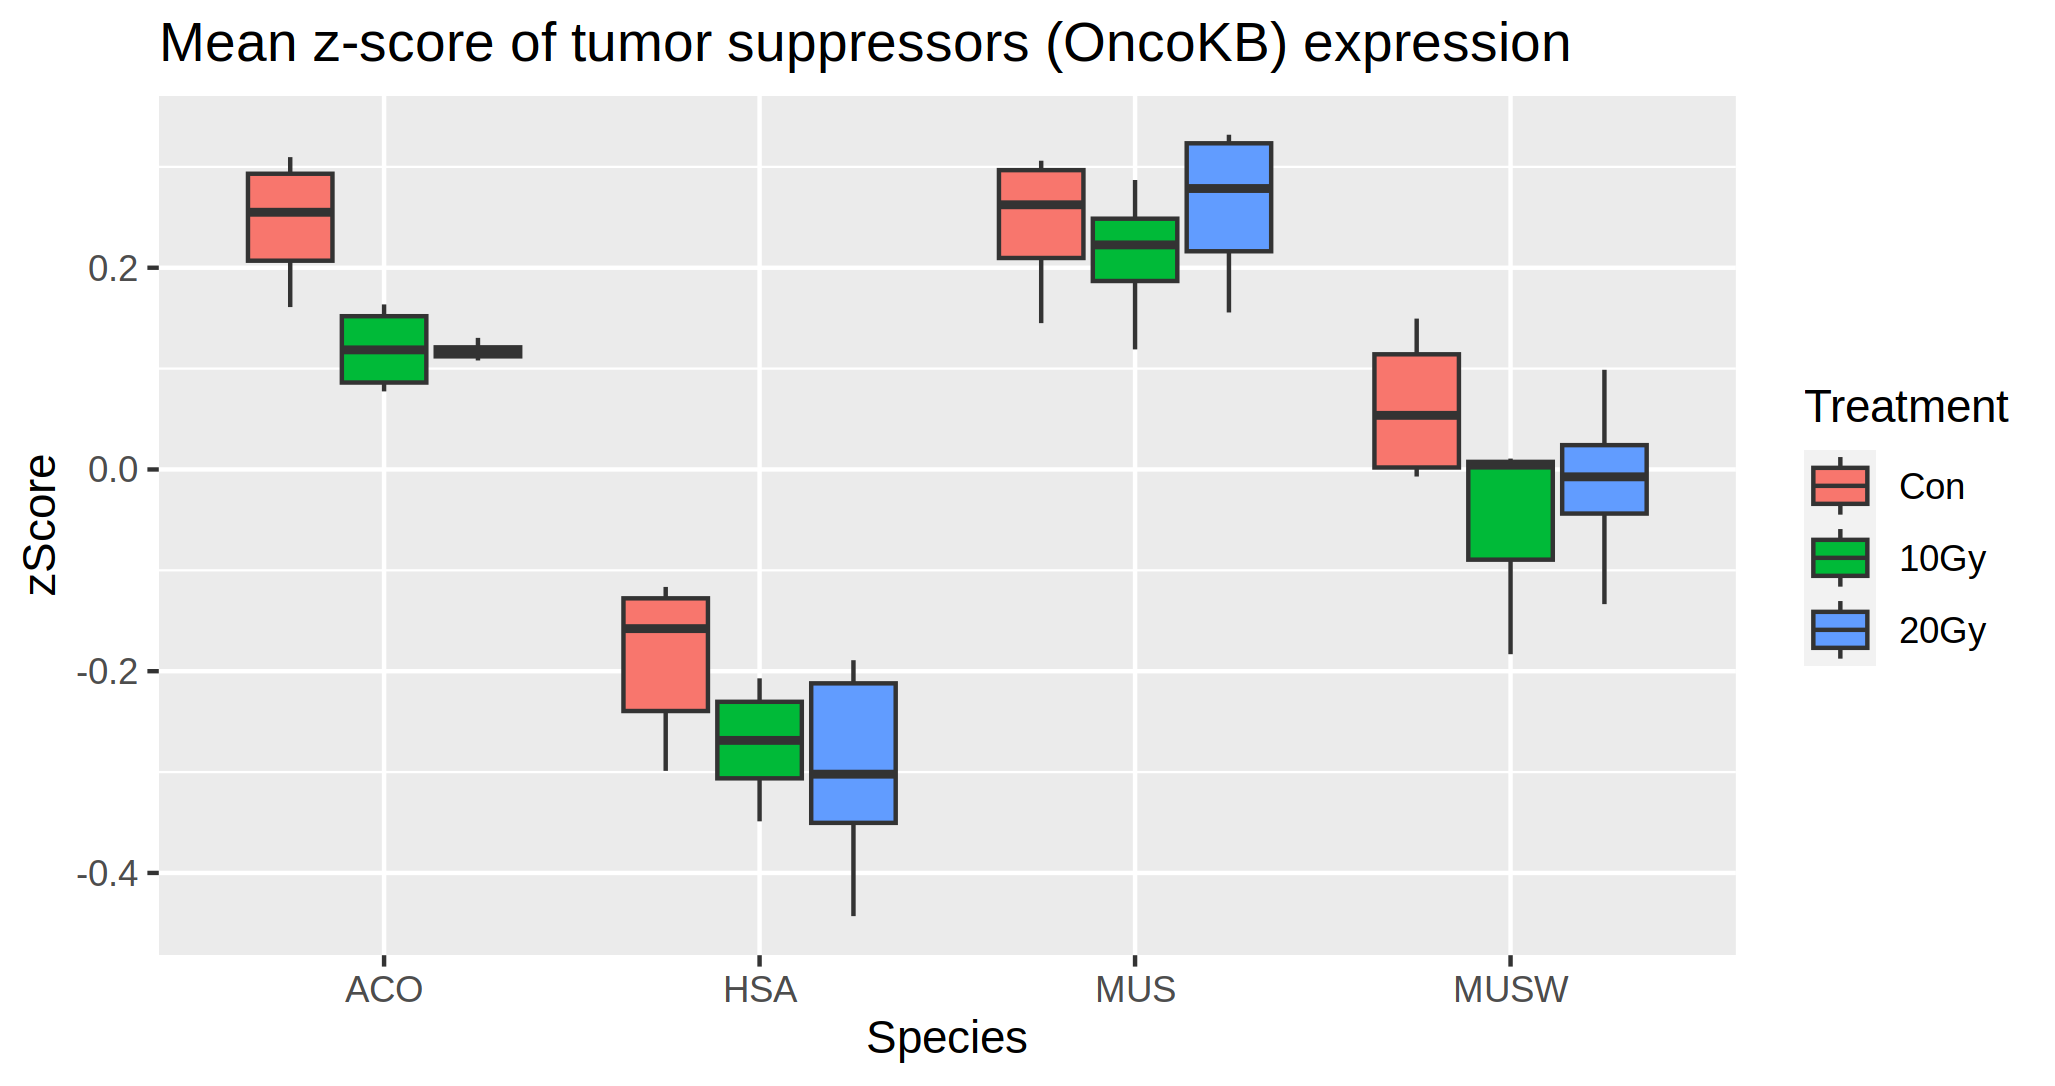 Mean z-score of tumor suppressors (OncoKB) expression
zScore
0.2
0.0
-0.2
-0.4
ACO
HSA
MUS
MUSW
Species
Treatment
Con
10Gy
20Gy